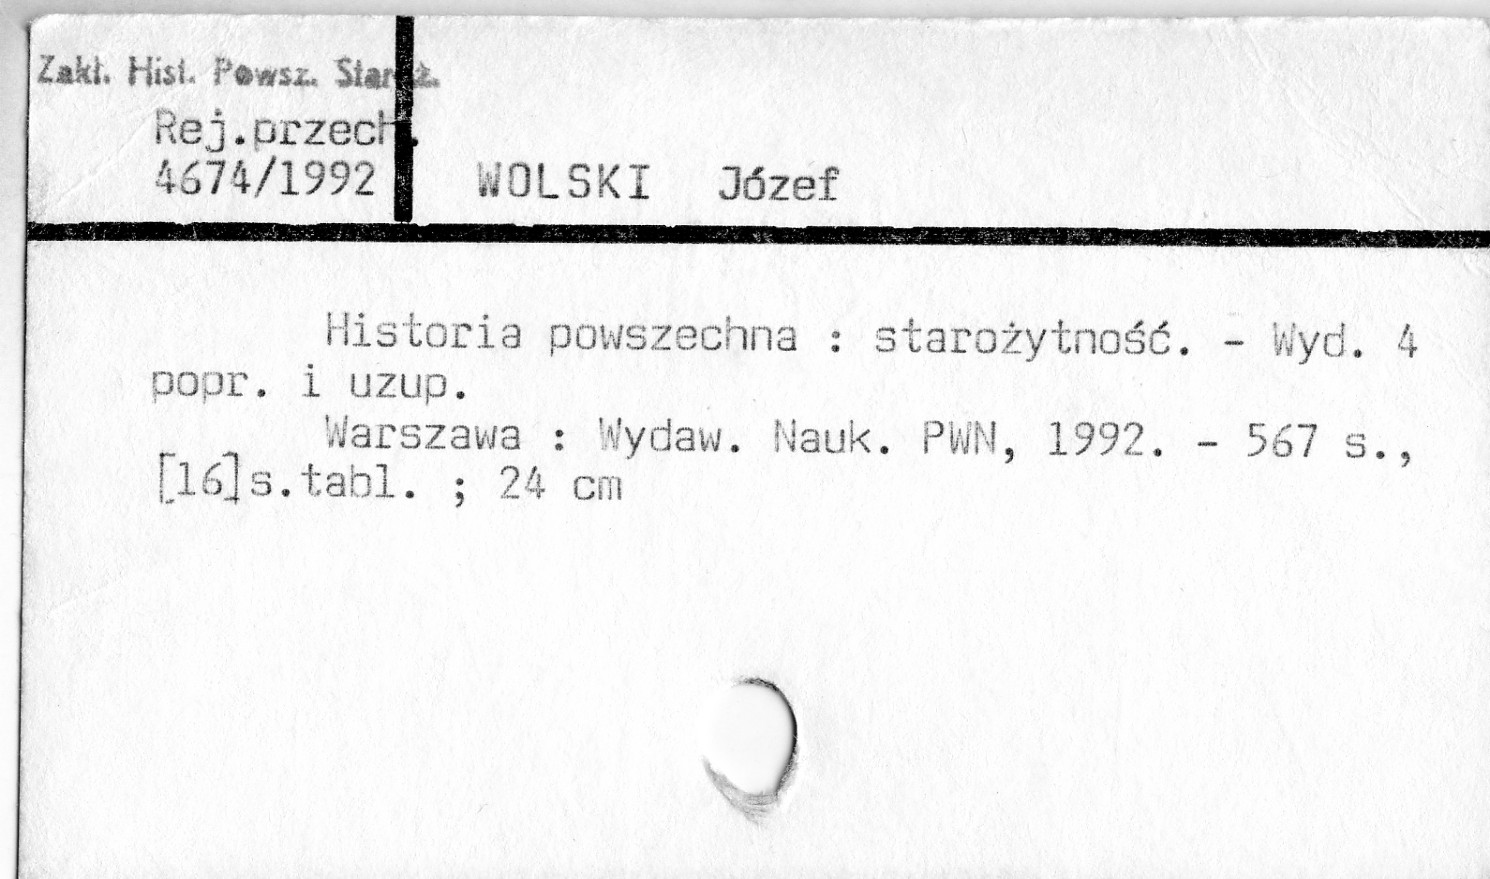 Zakł. Hist. Powsz. Staroż.
Rej.przech.
4674/1992
WOLSKI Józef
Historia powszechna : starożytność. - Wyd. 4
popr. i uzup.
Warszawa : Wydaw. Nauk. PWN, 1992. - 567 s.,
[16]s.tabl. ; 24 cm